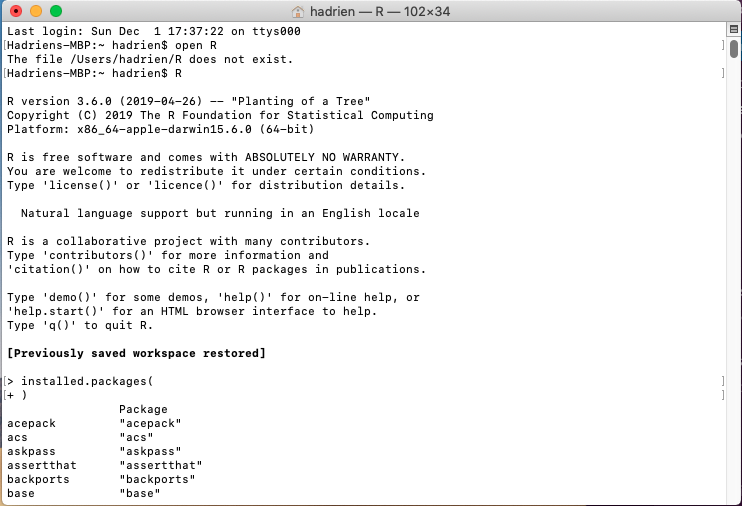 hadrien — R — 102×34
Last login: Sun Dec  1 17:37:22 on ttys000
[Hadriens-MBP:~ hadrien$ open R ]
The file /Users/hadrien/R does not exist.
[Hadriens-MBP:~ hadrien$ R ]
R version 3.6.0 (2019-04-26) -- "Planting of a Tree"
Copyright (C) 2019 The R Foundation for Statistical Computing
Platform: x86_64-apple-darwin15.6.0 (64-bit)
R is free software and comes with ABSOLUTELY NO WARRANTY.
You are welcome to redistribute it under certain conditions.
Type 'license()' or 'licence()' for distribution details.
  Natural language support but running in an English locale
R is a collaborative project with many contributors.
Type 'contributors()' for more information and
'citation()' on how to cite R or R packages in publications.
Type 'demo()' for some demos, 'help()' for on-line help, or
'help.start()' for an HTML browser interface to help.
Type 'q()' to quit R.
[Previously saved workspace restored]
[> installed.packages( ]
[+ ) ]
                Package
acepack         "acepack"
acs             "acs"
askpass         "askpass"
assertthat      "assertthat"
backports       "backports"
base            "base"